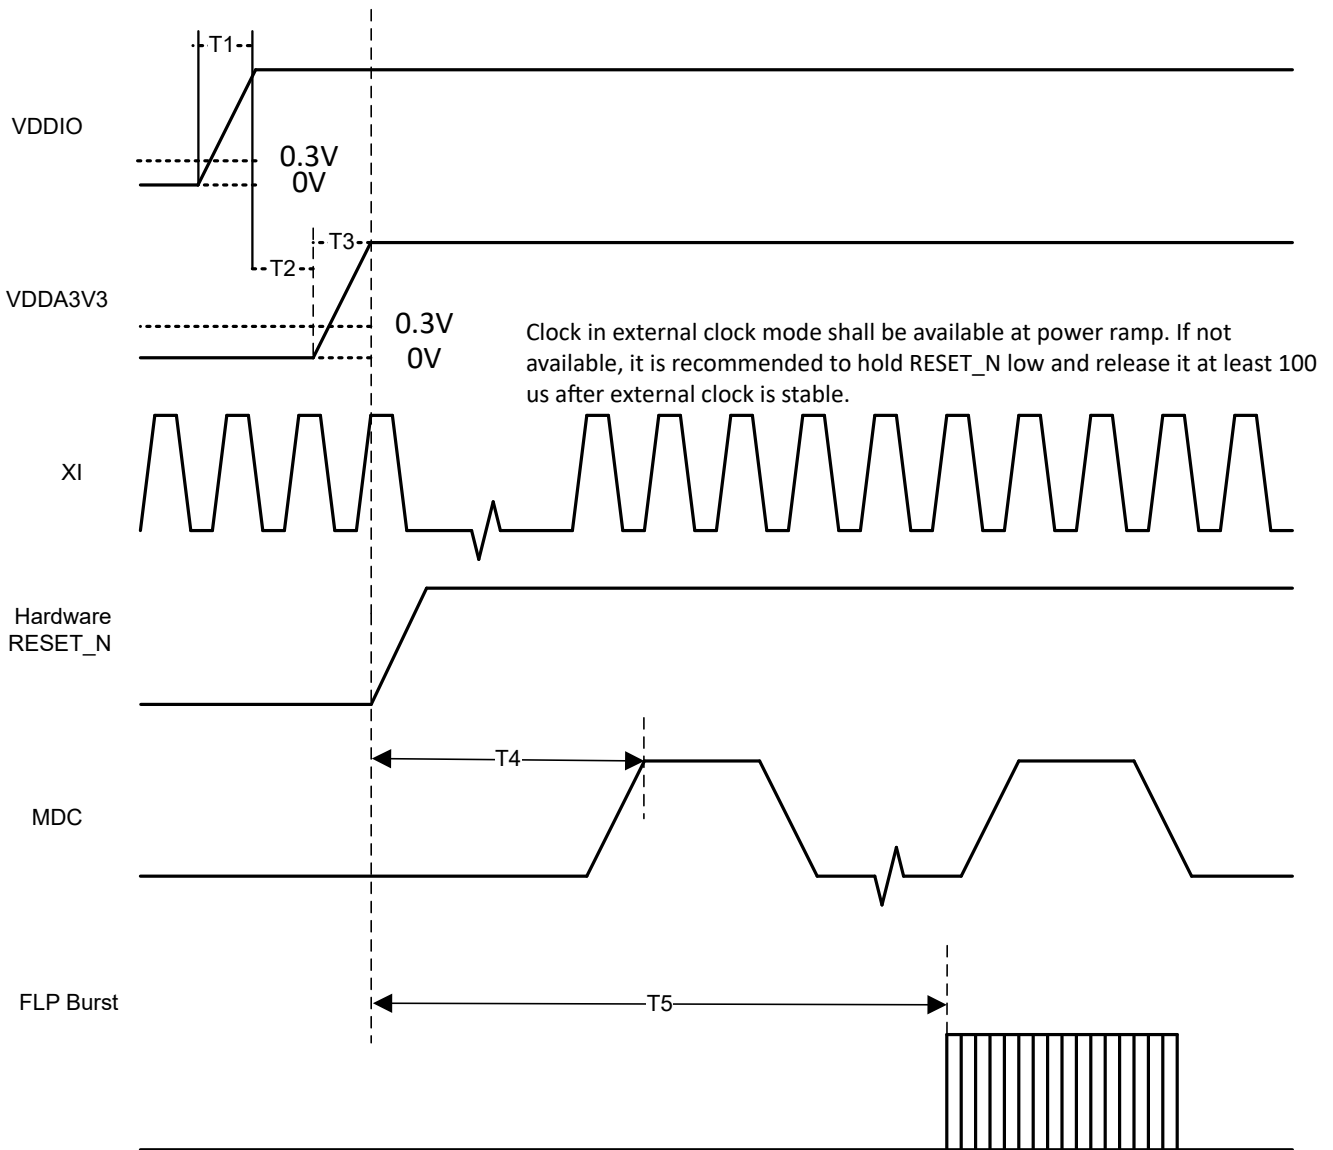 T1
VDDIO
0.3V
0V
T3
T2
VDDA3V3
0.3V
0V
Clock in external clock mode shall be available at power ramp. If not
available, it is recommended to hold RESET_N low and release it at least 100
us after external clock is stable.
XI
Hardware
RESET_N
T4
MDC
FLP Burst
T5